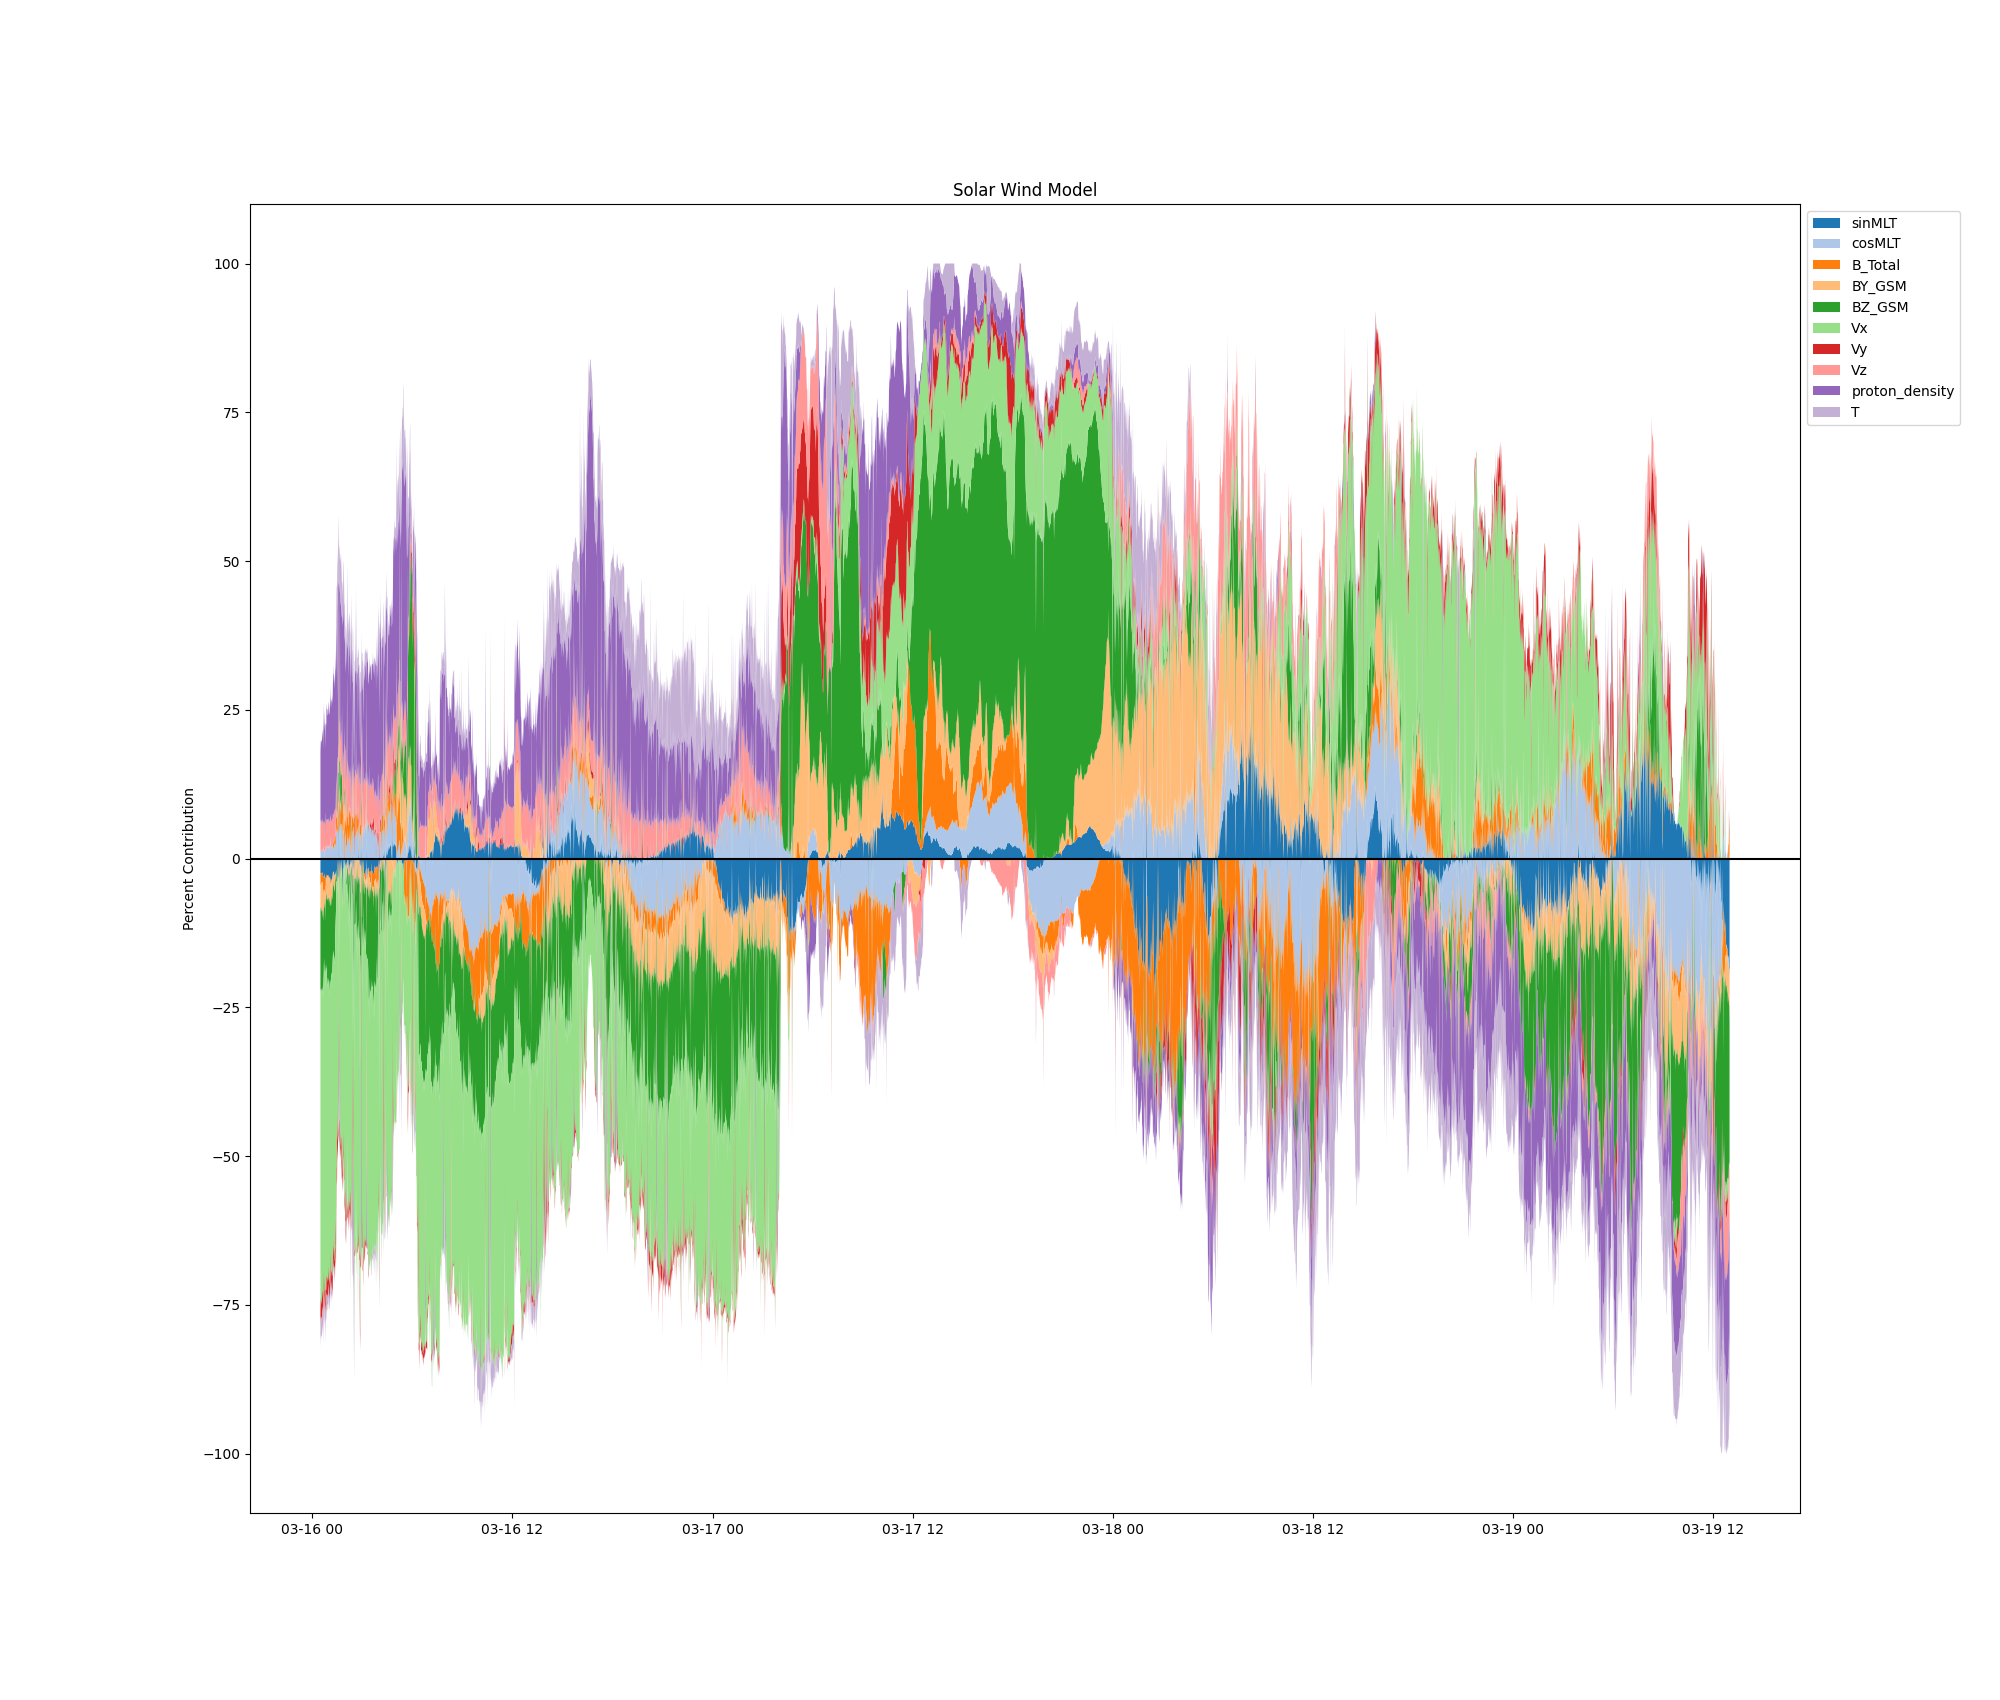 Solar Wind Model
sinMLT
cosMLT
B_Total
BY_GSM
BZ_GSM
Vx
Vy
Vz
proton_density
T
100
75
50
25
0
−25
−50
−75
−100
Percent Contribution
03-16 00
03-16 12
03-17 00
03-17 12
03-18 00
03-18 12
03-19 00
03-19 12